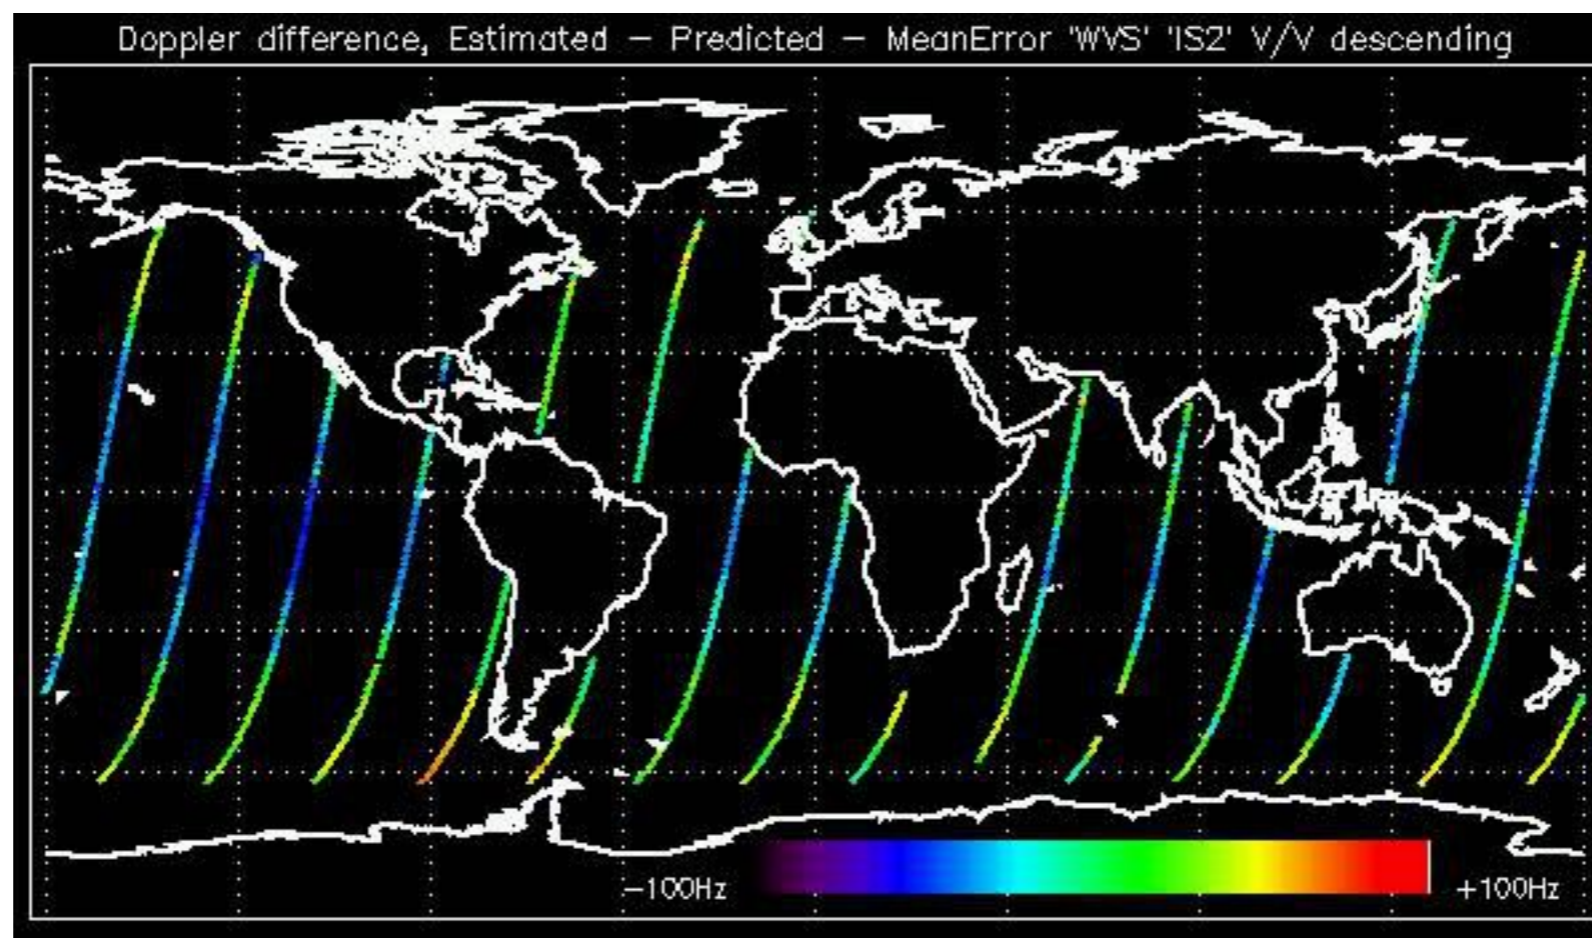 Doppler difference, Estimated – Predicted – MeanError 'WVS' 'IS2' V/V descending
–100Hz +100Hz